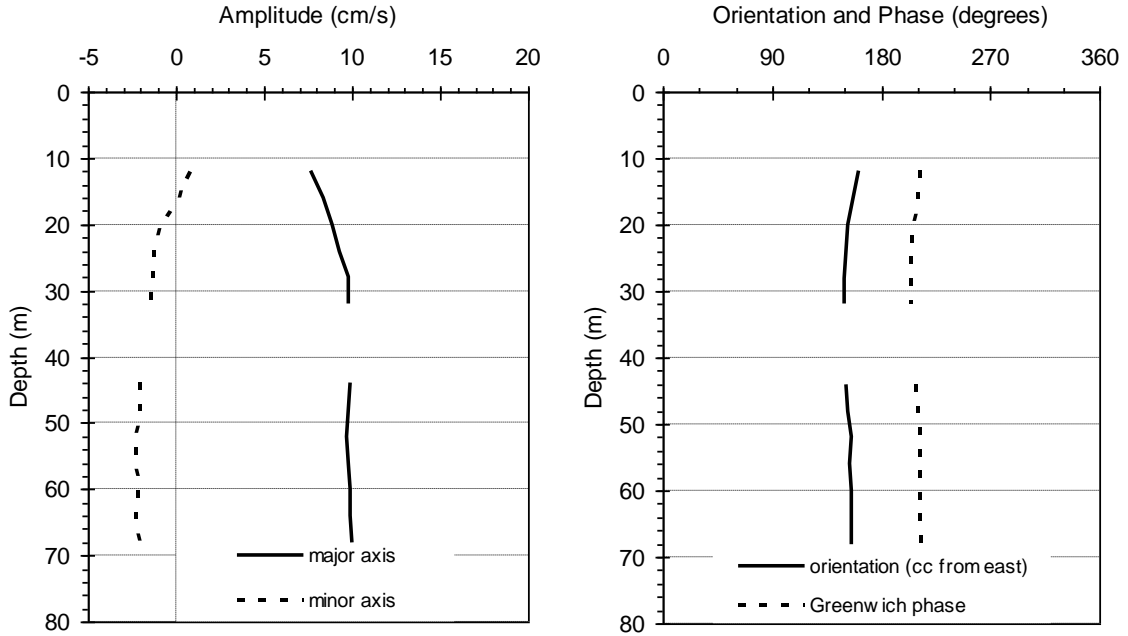 Amplitude (cm/s)
-5 0 5 10 15 20
0
10
20
30
40
50
60
70
80
Depth (m)
major axis
minor axis
Orientation and Phase (degrees)
0 90 180 270 360
0
10
20
30
40
50
60
70
80
Depth (m)
orientation (cc from east)
Greenwich phase